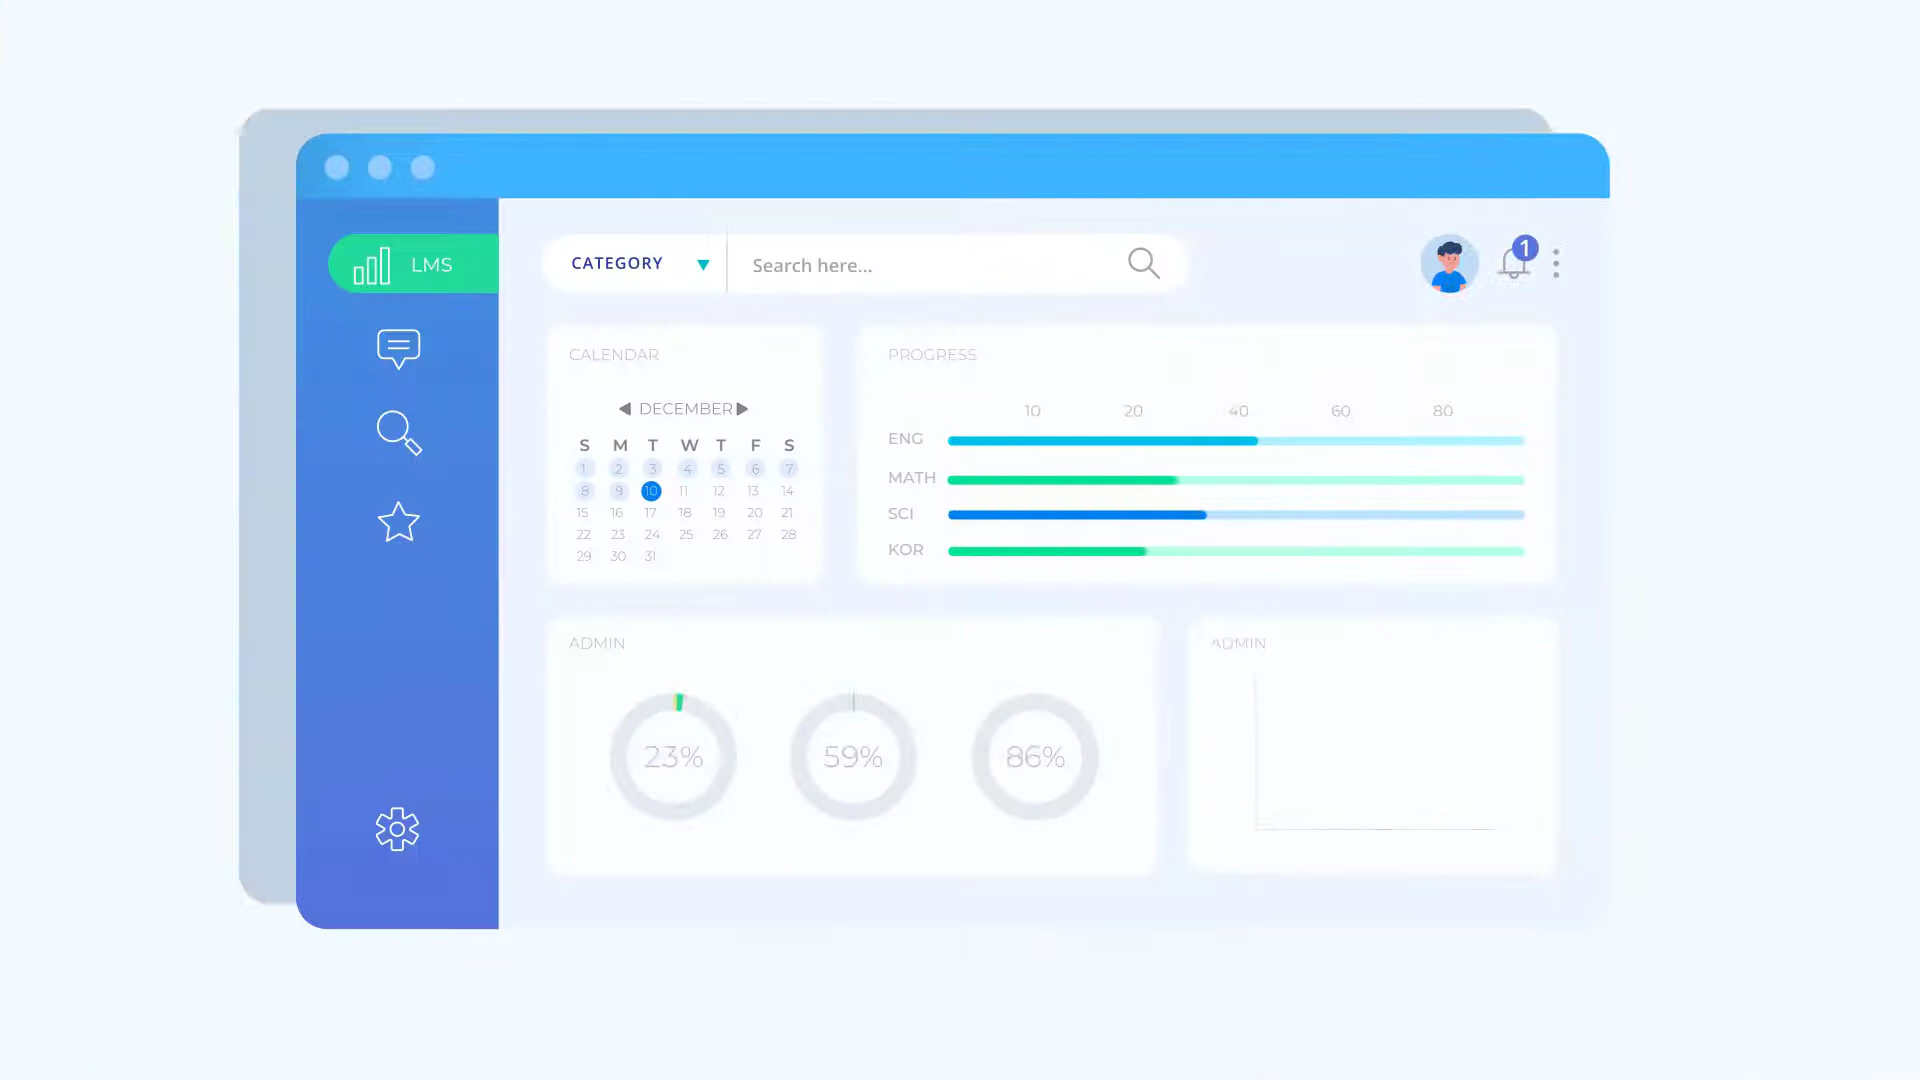 LMS
CATEGORY
Search here...
1
CALENDAR
DECEMBER
S M T W T F S
1 2 3 4 5 6 7
8 9 10 11 12 13 14
15 16 17 18 19 20 21
22 23 24 25 26 27 28
29 30 31
PROGRESS
10 20 40 60 80
ENG
MATH
SCI
KOR
ADMIN
23% 59% 86%
ADMIN